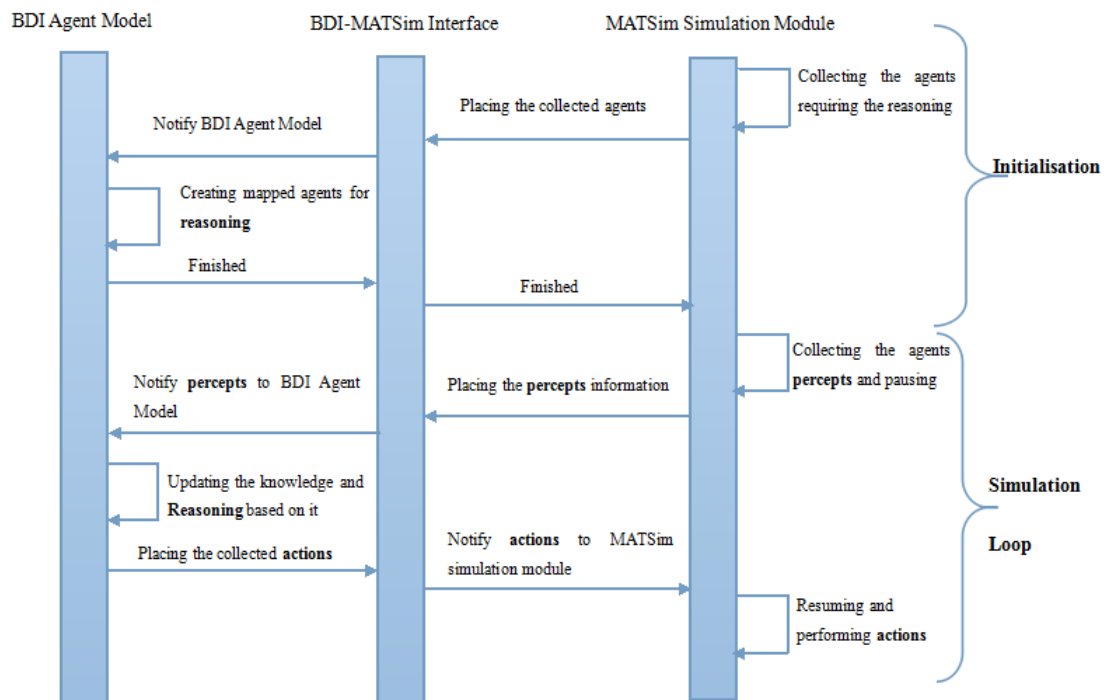 BDI Agent Model
BDI-MATSim Interface
MATSim Simulation Module
Collecting the agents
requiring the reasoning
Placing the collected agents
Notify BDI Agent Model
Initialisation
Creating mapped agents for
reasoning
Finished
Finished
Collecting the agents
percepts and pausing
Notify percepts to BDI Agent
Model
Placing the percepts information
Updating the knowledge and
Reasoning based on it
Simulation
Loop
Placing the collected actions
Notify actions to MATSim
simulation module
Resuming and
performing actions